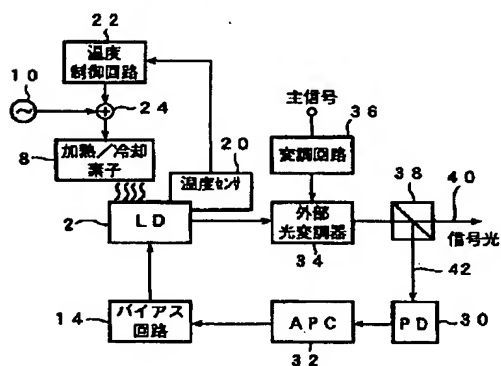 22
温度
制御回路
10
24
主信号
36
20
8
加熱/冷却
素子
温度センサ
変調回路
38
40
2
LD
外部
光変調器
34
信号光
42
14
バイアス
回路
APC
32
PD
30